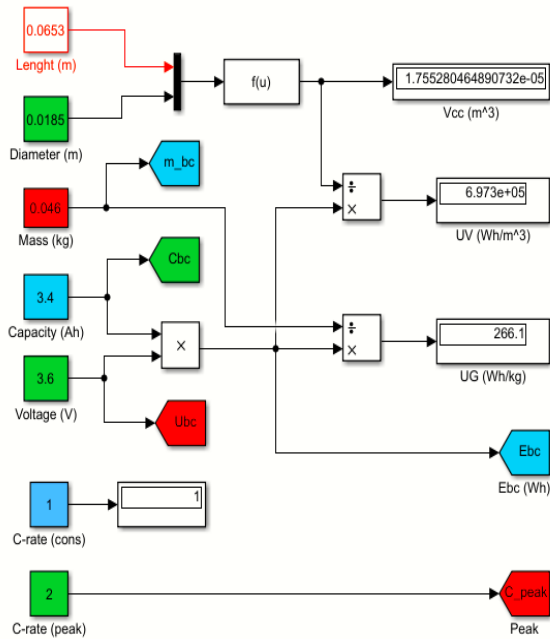 0.0653
Lenght (m)
f(u)
1.755280464890732e-05
Vcc (m^3)
0.0185
Diameter (m)
m_bc
÷
×
6.973e+05
UV (Wh/m^3)
0.046
Mass (kg)
Cbc
3.4
Capacity (Ah)
×
÷
×
266.1
UG (Wh/kg)
3.6
Voltage (V)
Ubc
Ebc
Ebc (Wh)
1
C-rate (cons)
1
2
C-rate (peak)
C_peak
Peak